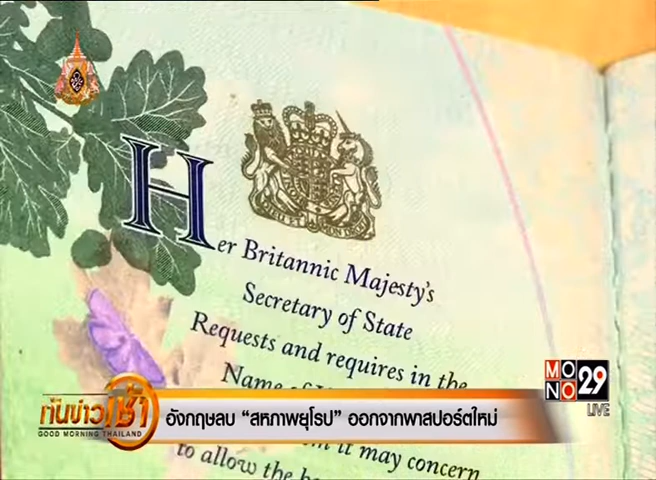 Her Britannic Majesty's
Secretary of State
Requests and requires in the
Name of
it may concern
to allow the
ทันข่าวเช้า
GOOD MORNING THAILAND
อังกฤษลบ “สหภาพยุโรป” ออกจากพาสปอร์ตใหม่
MONO29
LIVE